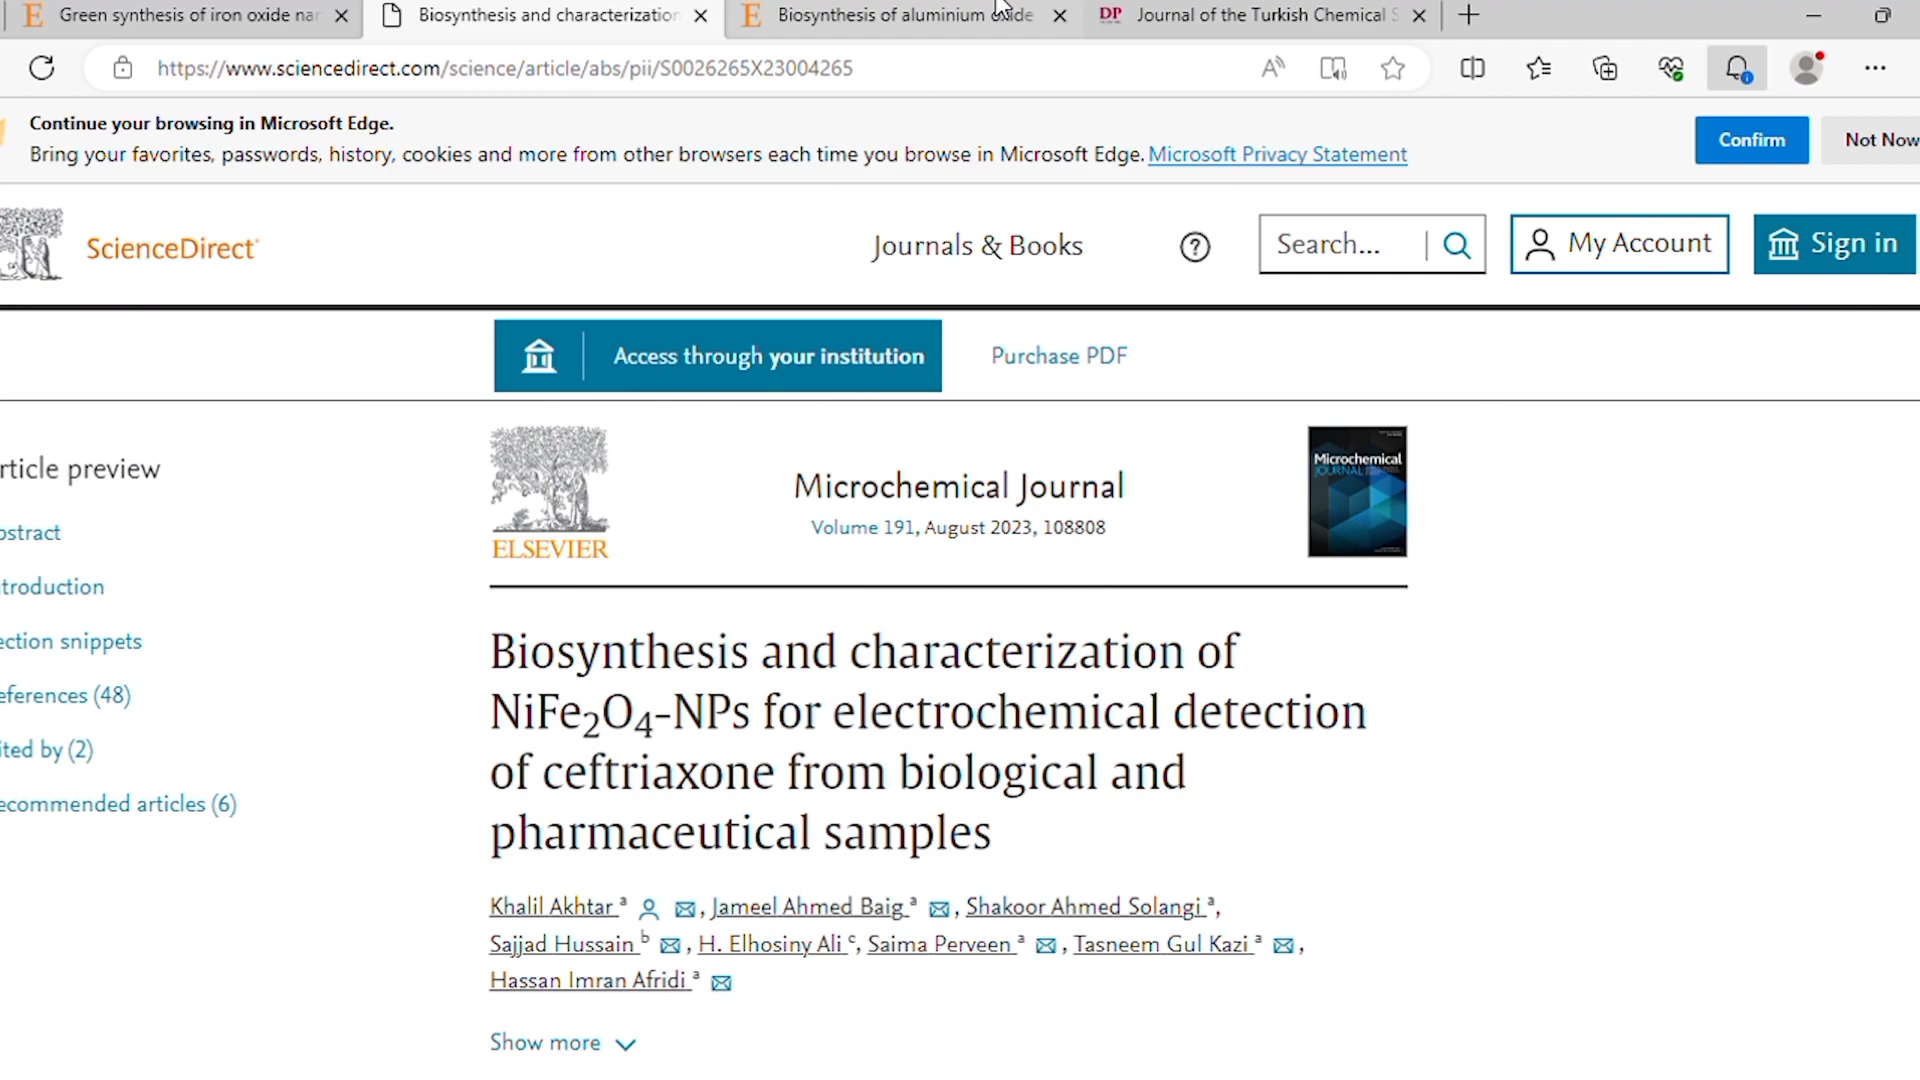 Green synthesis of iron oxide nar
Biosynthesis and characterization
Biosynthesis of aluminium oxide
DP Journal of the Turkish Chemical S
https://www.sciencedirect.com/science/article/abs/pii/S0026265X23004265
Continue your browsing in Microsoft Edge.
Bring your favorites, passwords, history, cookies and more from other browsers each time you browse in Microsoft Edge. Microsoft Privacy Statement
Confirm
Not Now
ScienceDirect
Journals & Books
Search...
My Account
Sign in
Access through your institution
Purchase PDF
rticle preview
bstract
ntroduction
ection snippets
eferences (48)
ited by (2)
ecommended articles (6)
ELSEVIER
Microchemical Journal
Volume 191, August 2023, 108808
Microchemical
JOURNAL
Biosynthesis and characterization of
NiFe₂O₄-NPs for electrochemical detection
of ceftriaxone from biological and
pharmaceutical samples
Khalil Akhtar ᵃ, Jameel Ahmed Baig ᵃ, Shakoor Ahmed Solangi ᵃ,
Sajjad Hussain ᵇ, H. Elhosiny Ali ᶜ, Saima Perveen ᵃ, Tasneem Gul Kazi ᵃ,
Hassan Imran Afridi ᵃ
Show more